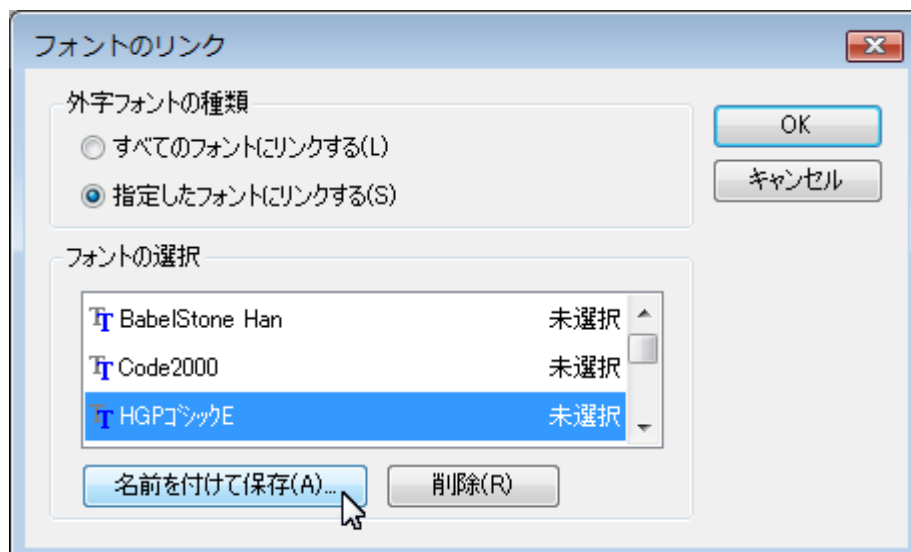 フォントのリンク
外字フォントの種類
すべてのフォントにリンクする(L)
指定したフォントにリンクする(S)
OK
キャンセル
フォントの選択
BabelStone Han 未選択
Code2000 未選択
HGPｺﾞｼｯｸE 未選択
名前を付けて保存(A)... 削除(R)